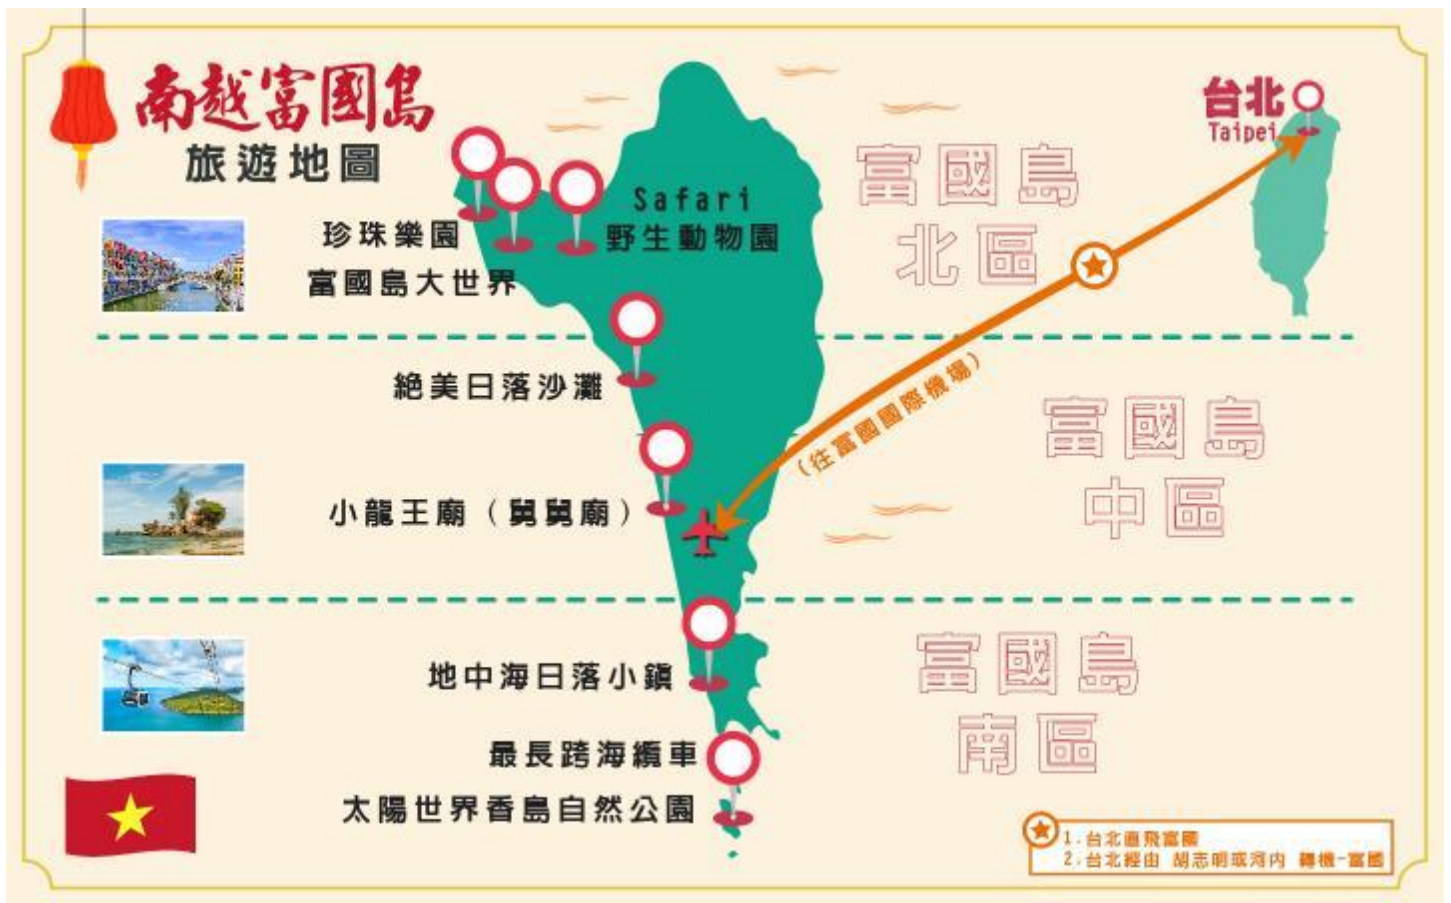 南越富國島
旅遊地圖
台北
Taipei
Safari
野生動物園
珍珠樂園
富國島大世界
富國島
北區
絕美日落沙灘
(往富國國際機場)
富國島
中區
小龍王廟（舅舅廟）
地中海日落小鎮
富國島
南區
最長跨海纜車
太陽世界香島自然公園
1.台北直飛富國
2.台北經由 胡志明或河內 轉機-富國